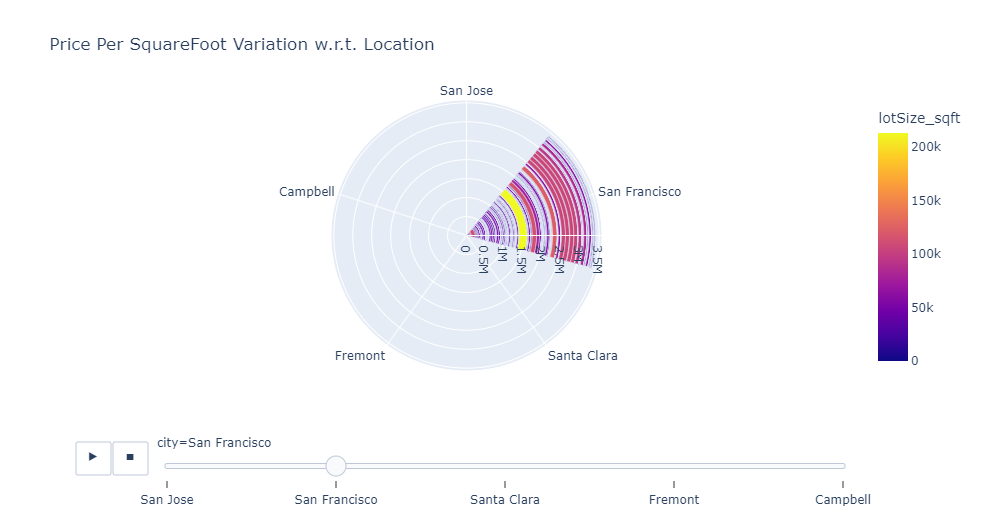 Price Per SquareFoot Variation w.r.t. Location
San Jose
San Francisco
Campbell
0
0.5M
1M
1.5M
2M
2.5M
3M
3.5M
Fremont
Santa Clara
lotSize_sqft
200k
150k
100k
50k
0
city=San Francisco
San Jose
San Francisco
Santa Clara
Fremont
Campbell